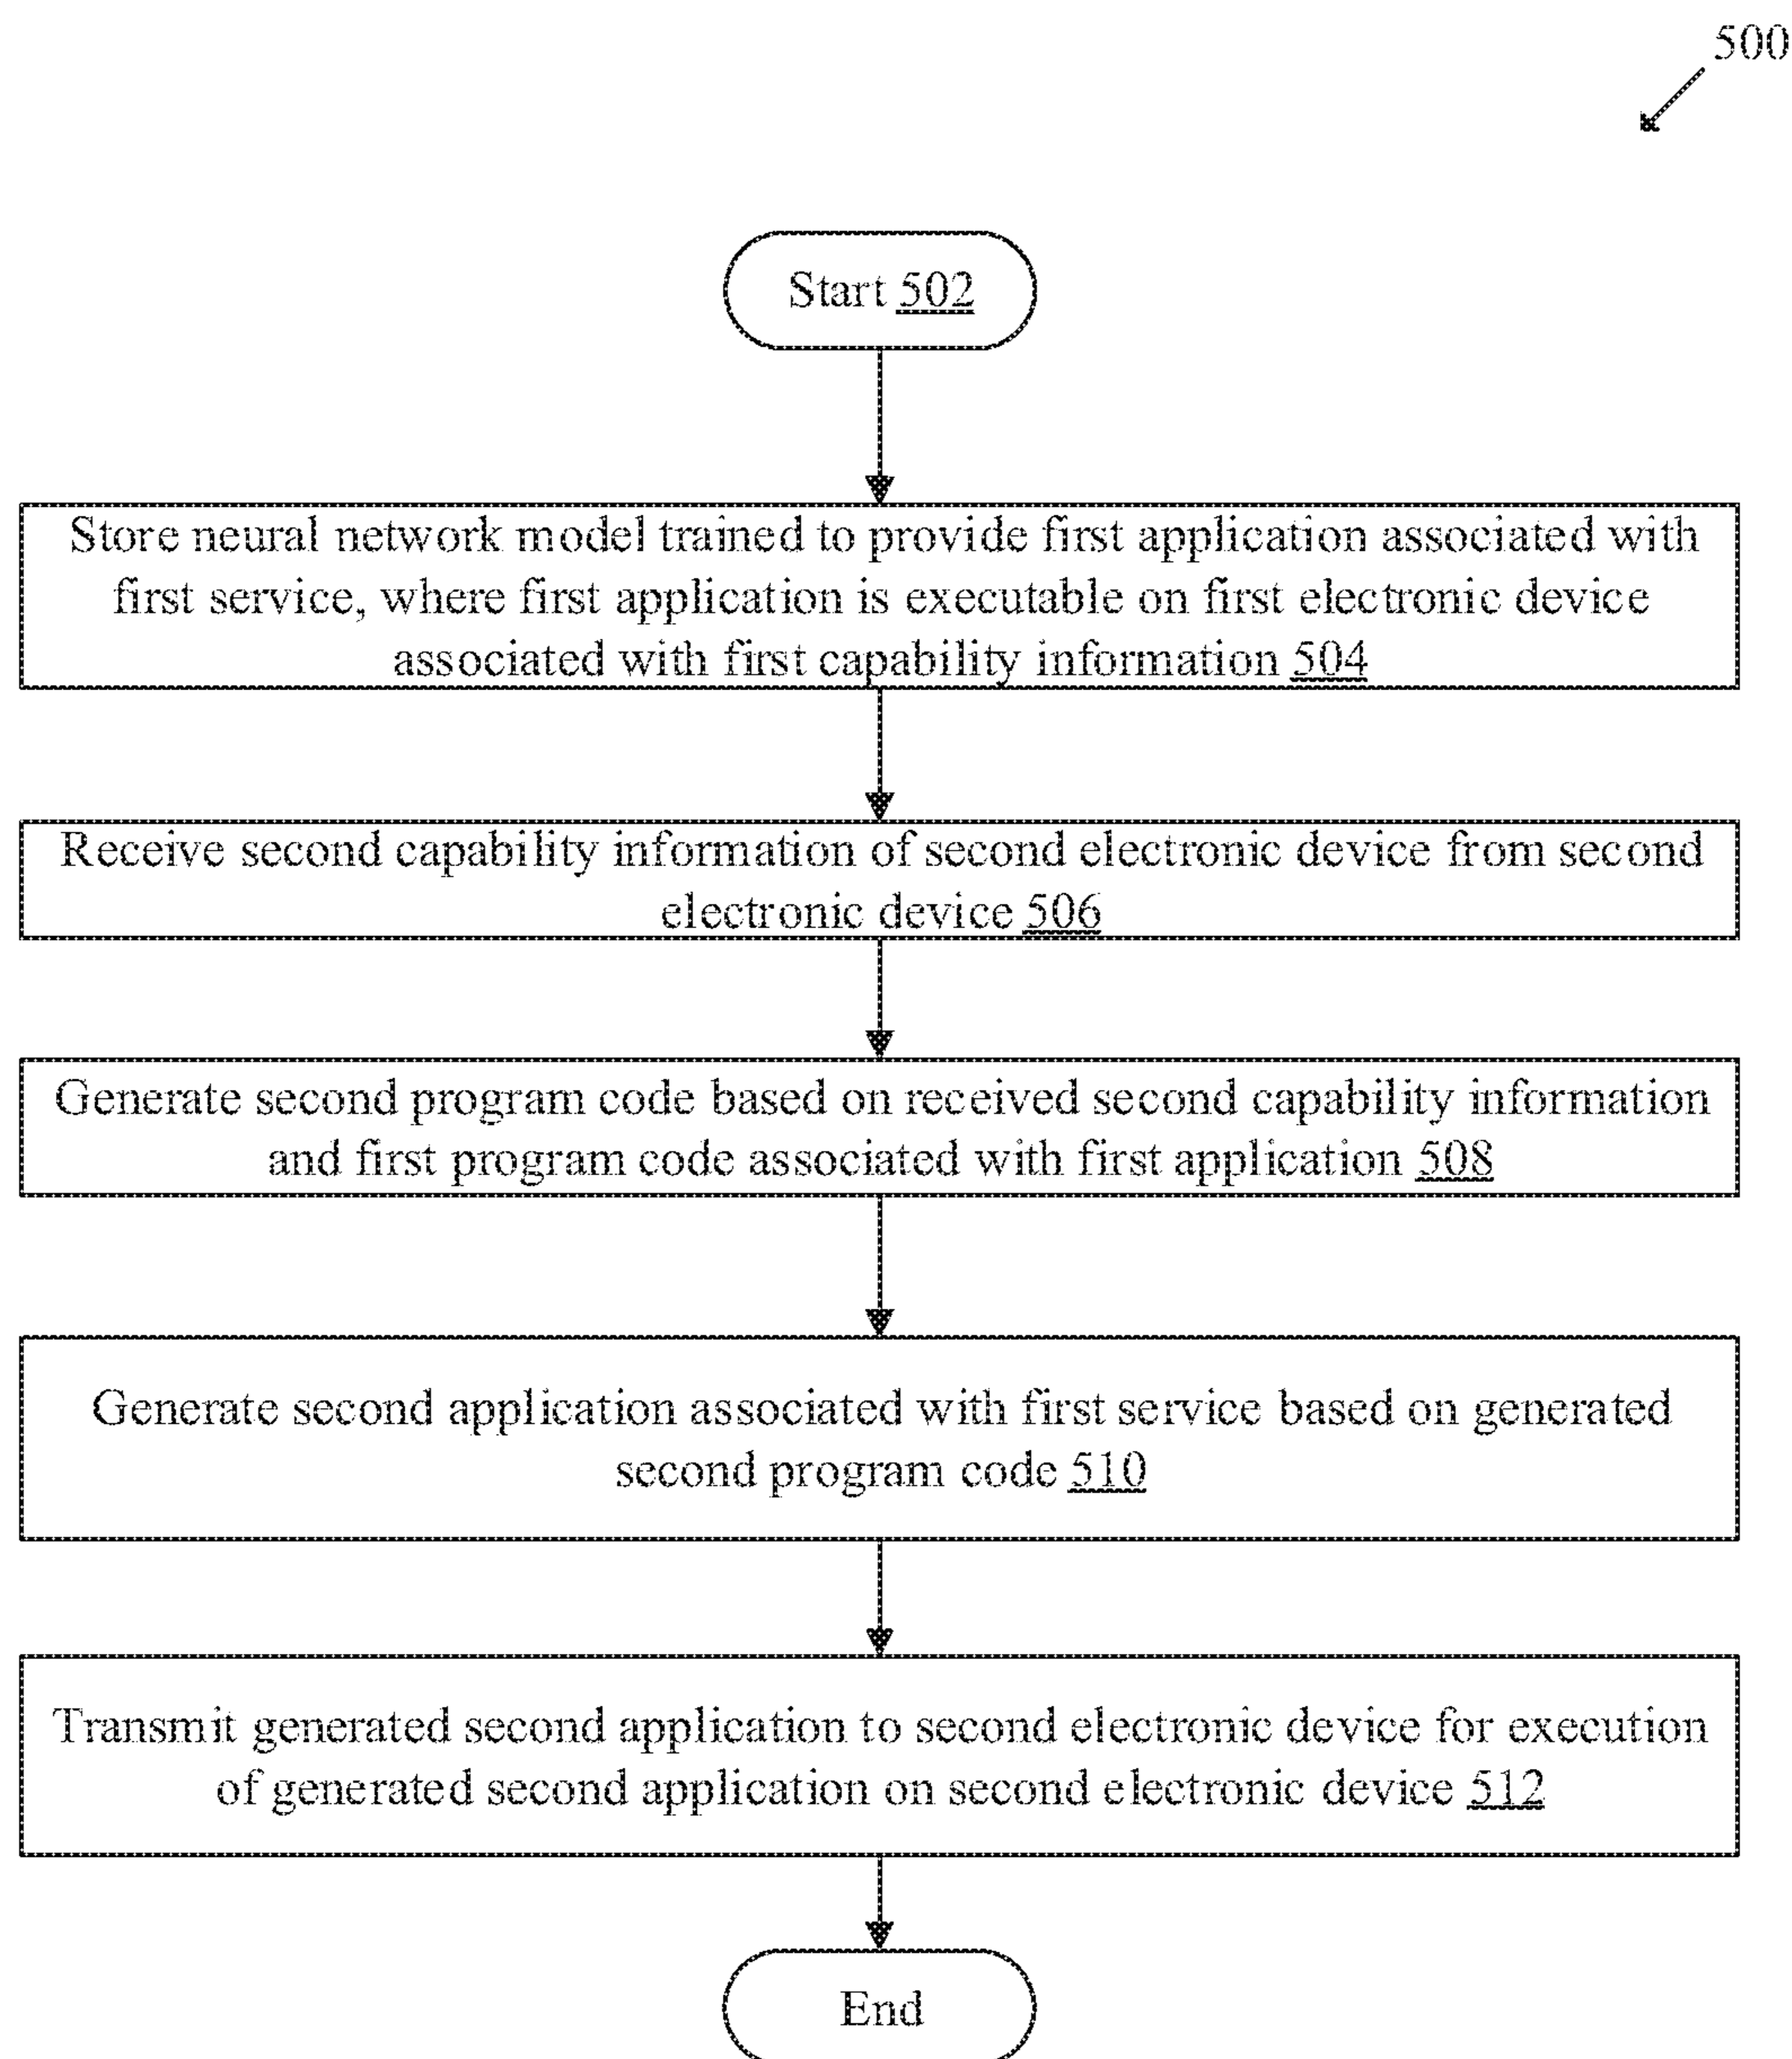 500
Start 502
Store neural network model trained to provide first application associated with
first service, where first application is executable on first electronic device
associated with first capability information 504
Receive second capability information of second electronic device from second
electronic device 506
Generate second program code based on received second capability information
and first program code associated with first application 508
Generate second application associated with first service based on generated
second program code 510
Transmit generated second application to second electronic device for execution
of generated second application on second electronic device 512
End